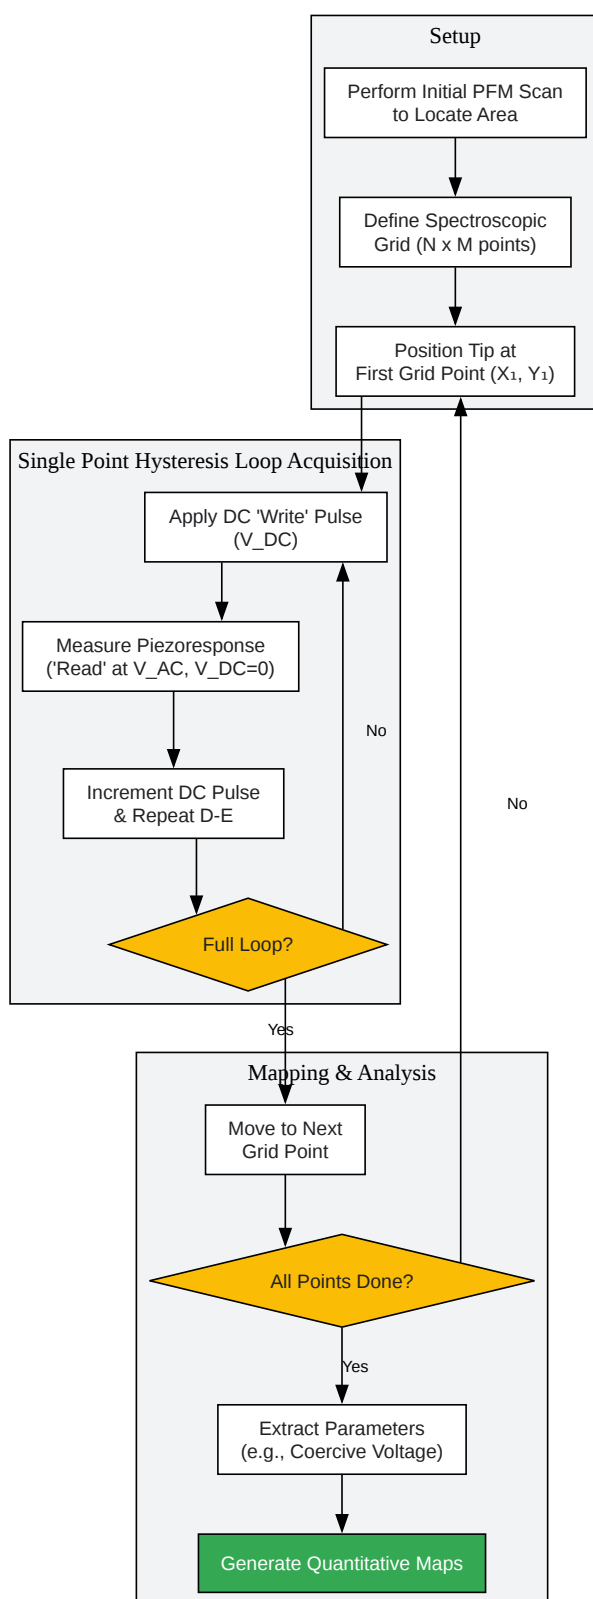 Setup
Perform Initial PFM Scan
to Locate Area
Define Spectroscopic
Grid (N x M points)
Position Tip at
First Grid Point (X₁, Y₁)
Single Point Hysteresis Loop Acquisition
Apply DC 'Write' Pulse
(V_DC)
Measure Piezoresponse
('Read' at V_AC, V_DC=0)
No
Increment DC Pulse
& Repeat D-E
No
Full Loop?
Yes
Mapping & Analysis
Move to Next
Grid Point
All Points Done?
Yes
Extract Parameters
(e.g., Coercive Voltage)
Generate Quantitative Maps